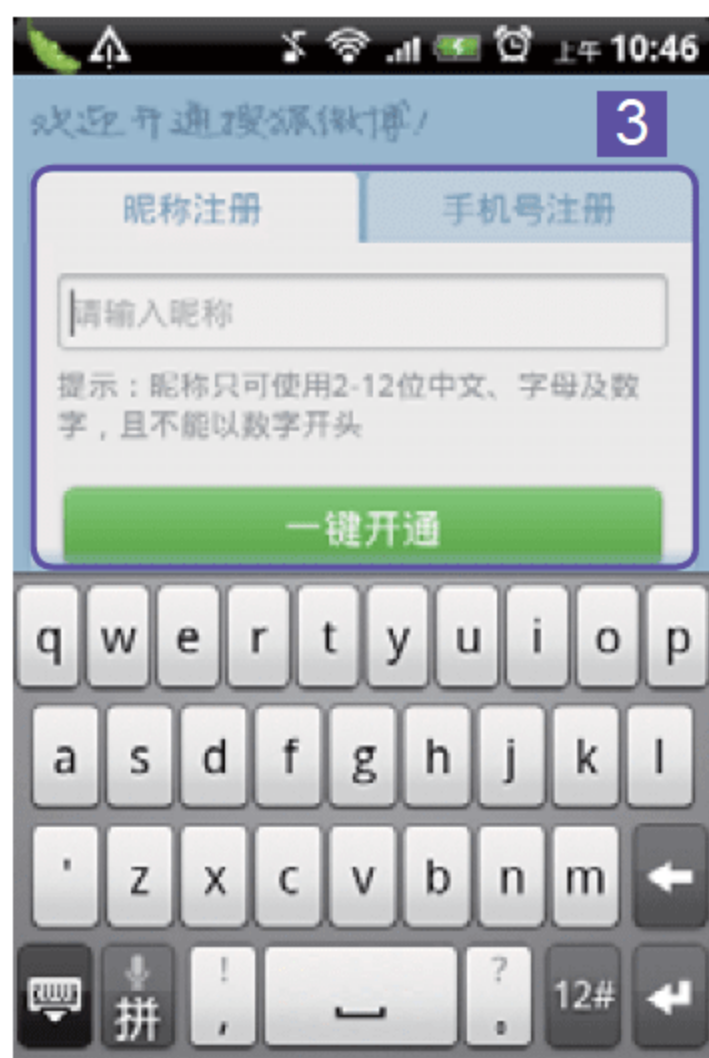 上午 10:46
欢迎开通搜狐微博!
3
昵称注册 手机号注册
请输入昵称
提示：昵称只可使用2-12位中文、字母及数
字，且不能以数字开头
一键开通
q w e r t y u i o p
a s d f g h j k l
' z x c v b n m
拼 ! , ? 。 12#